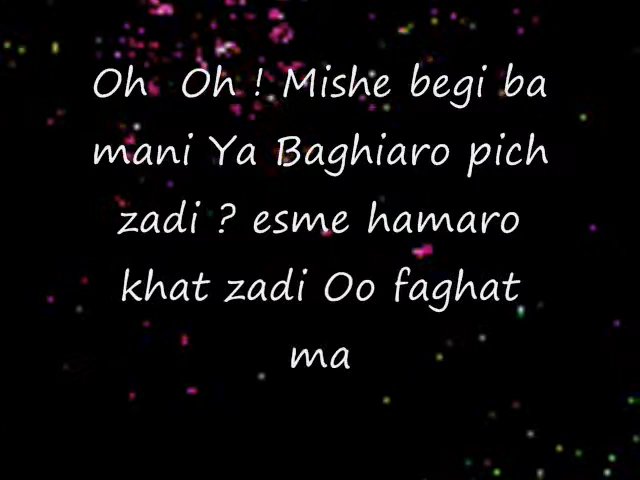 Oh Oh ! Mishe begi ba
mani Ya Baghiaro pich
zadi ? esme hamaro
khat zadi Oo faghat
ma